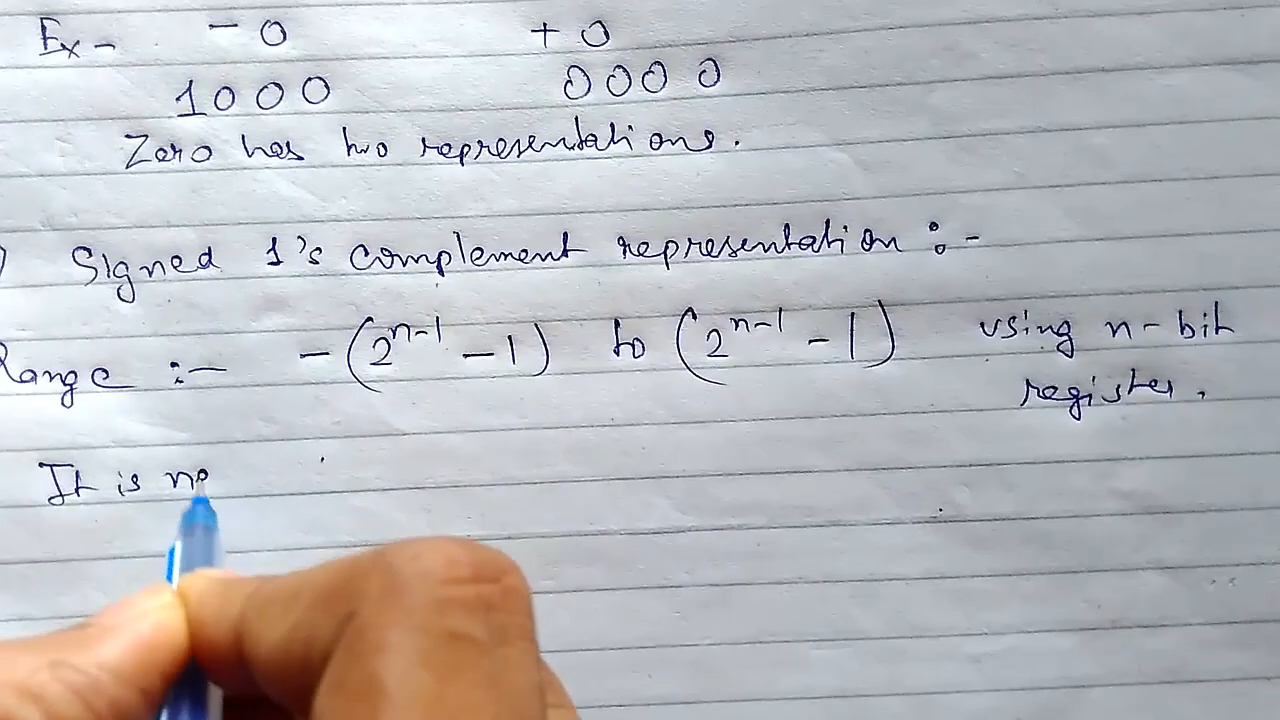 Ex - - 0 + 0
1000 0000
Zero has two representations.
) Signed 1's complement representation :-
Range :- -(2^{n-1} - 1) to (2^{n-1} - 1) using n-bit
register.
It is no